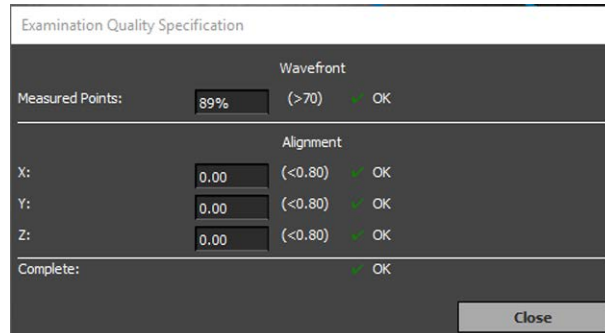 Examination Quality Specification
Wavefront
Measured Points: 89% (>70) ✓ OK
Alignment
X: 0.00 (<0.80) ✓ OK
Y: 0.00 (<0.80) ✓ OK
Z: 0.00 (<0.80) ✓ OK
Complete: ✓ OK
Close